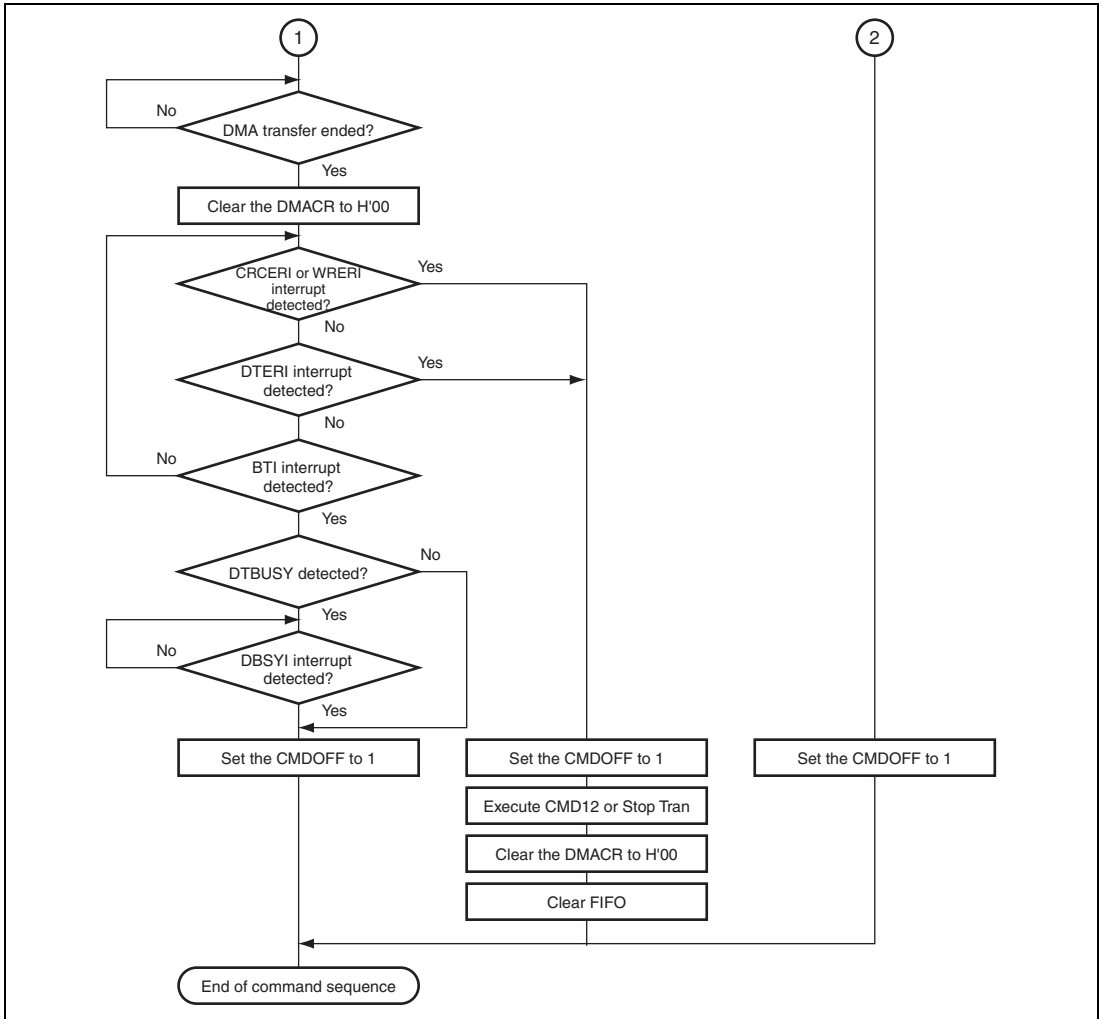 1
2
No
DMA transfer ended?
Yes
Clear the DMACR to H'00
CRCERI or WRERI
interrupt
detected?
Yes
No
DTERI interrupt
detected?
Yes
No
No
BTI interrupt
detected?
Yes
DTBUSY detected?
No
Yes
No
DBSYI interrupt
detected?
Yes
Set the CMDOFF to 1
Set the CMDOFF to 1
Set the CMDOFF to 1
Execute CMD12 or Stop Tran
Clear the DMACR to H'00
Clear FIFO
End of command sequence